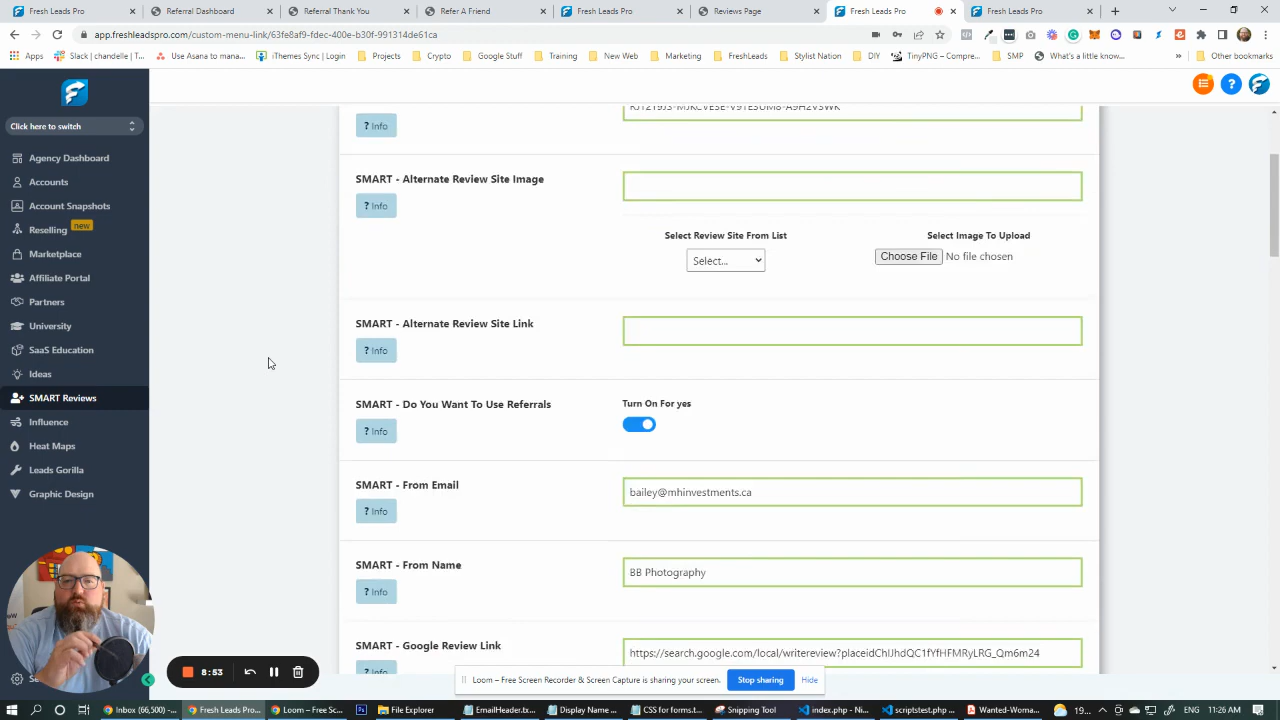 Fresh Leads Pro
Referral Dashboard
Referral Thank You
Refer A Friend
Fresh Leads Pro
Reviews Page
Fresh Leads Pro
Fresh Leads Pro
app.freshleadspro.com/custom-menu-link/63fe8af9-fdec-400e-b30f-991314de61ca
Apps
Slack | chandelle | T...
Use Asana to mana...
iThemes Sync | Login
Projects
Crypto
Google Stuff
Training
New Web
Marketing
FreshLeads
Stylist Nation
DIY
TinyPNG – Compre...
SMP
What's a little know...
»
Other bookmarks
Click here to switch
Agency Dashboard
Accounts
Account Snapshots
Reselling new
Marketplace
Affiliate Portal
Partners
University
SaaS Education
Ideas
SMART Reviews
Influence
Heat Maps
Leads Gorilla
Graphic Design
? Info
SMART - Alternate Review Site Image
? Info
Select Review Site From List
Select Image To Upload
Select...
Choose File No file chosen
SMART - Alternate Review Site Link
? Info
SMART - Do You Want To Use Referrals
Turn On For yes
? Info
SMART - From Email
bailey@mhinvestments.ca
? Info
SMART - From Name
BB Photography
? Info
SMART - Google Review Link
https://search.google.com/local/writereview?placeidChIJhdQC1fYfHFMRyLRG_Qm6m24
? Info
8:53
Loom – Free Screen Recorder & Screen Capture is sharing your screen.
Stop sharing
Hide
Inbox (66,500) - ...
Fresh Leads Pro...
Loom – Free Scr...
File Explorer
EmailHeader.tx...
Display Name ...
CSS for forms.t...
Snipping Tool
index.php - No...
scriptstest.php ...
Wanted-Woma...
19...
11:26 AM